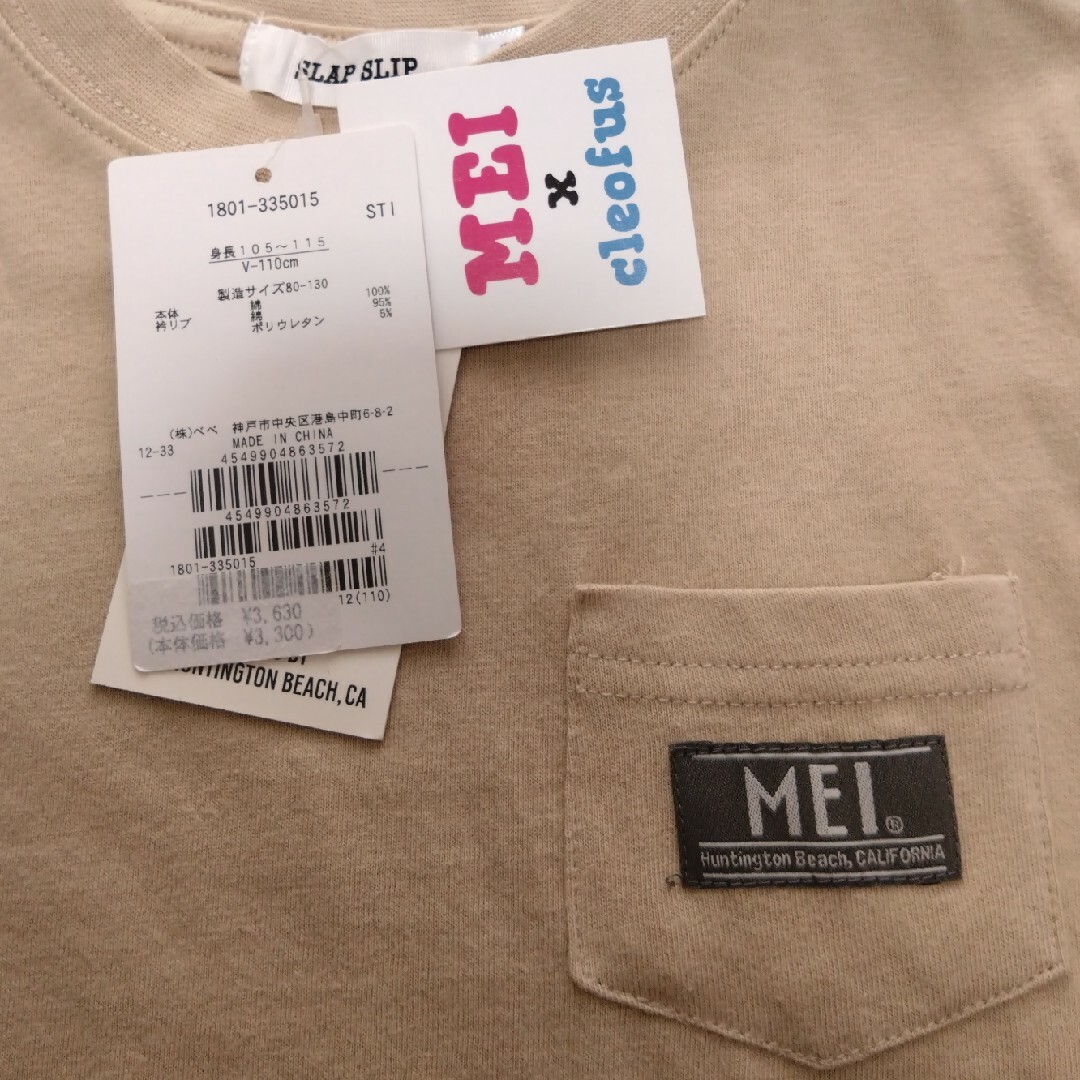 SLAP SLIP
MEI
x
cleofus
1801-335015
STI
身長105~115
V-110cm
製造サイズ80-130
本体 綿 100%
衿リブ 綿 95%
ポリウレタン 5%
(株)べべ 神戸市中央区港島中町6-8-2
12-33 MADE IN CHINA
4549904863572
4549904863572
#4
1801-335015
12(110)
税込価格 ¥3,630
(本体価格 ¥3,300)
HUNTINGTON BEACH, CA
MEI®
Huntington Beach, CALIFORNIA